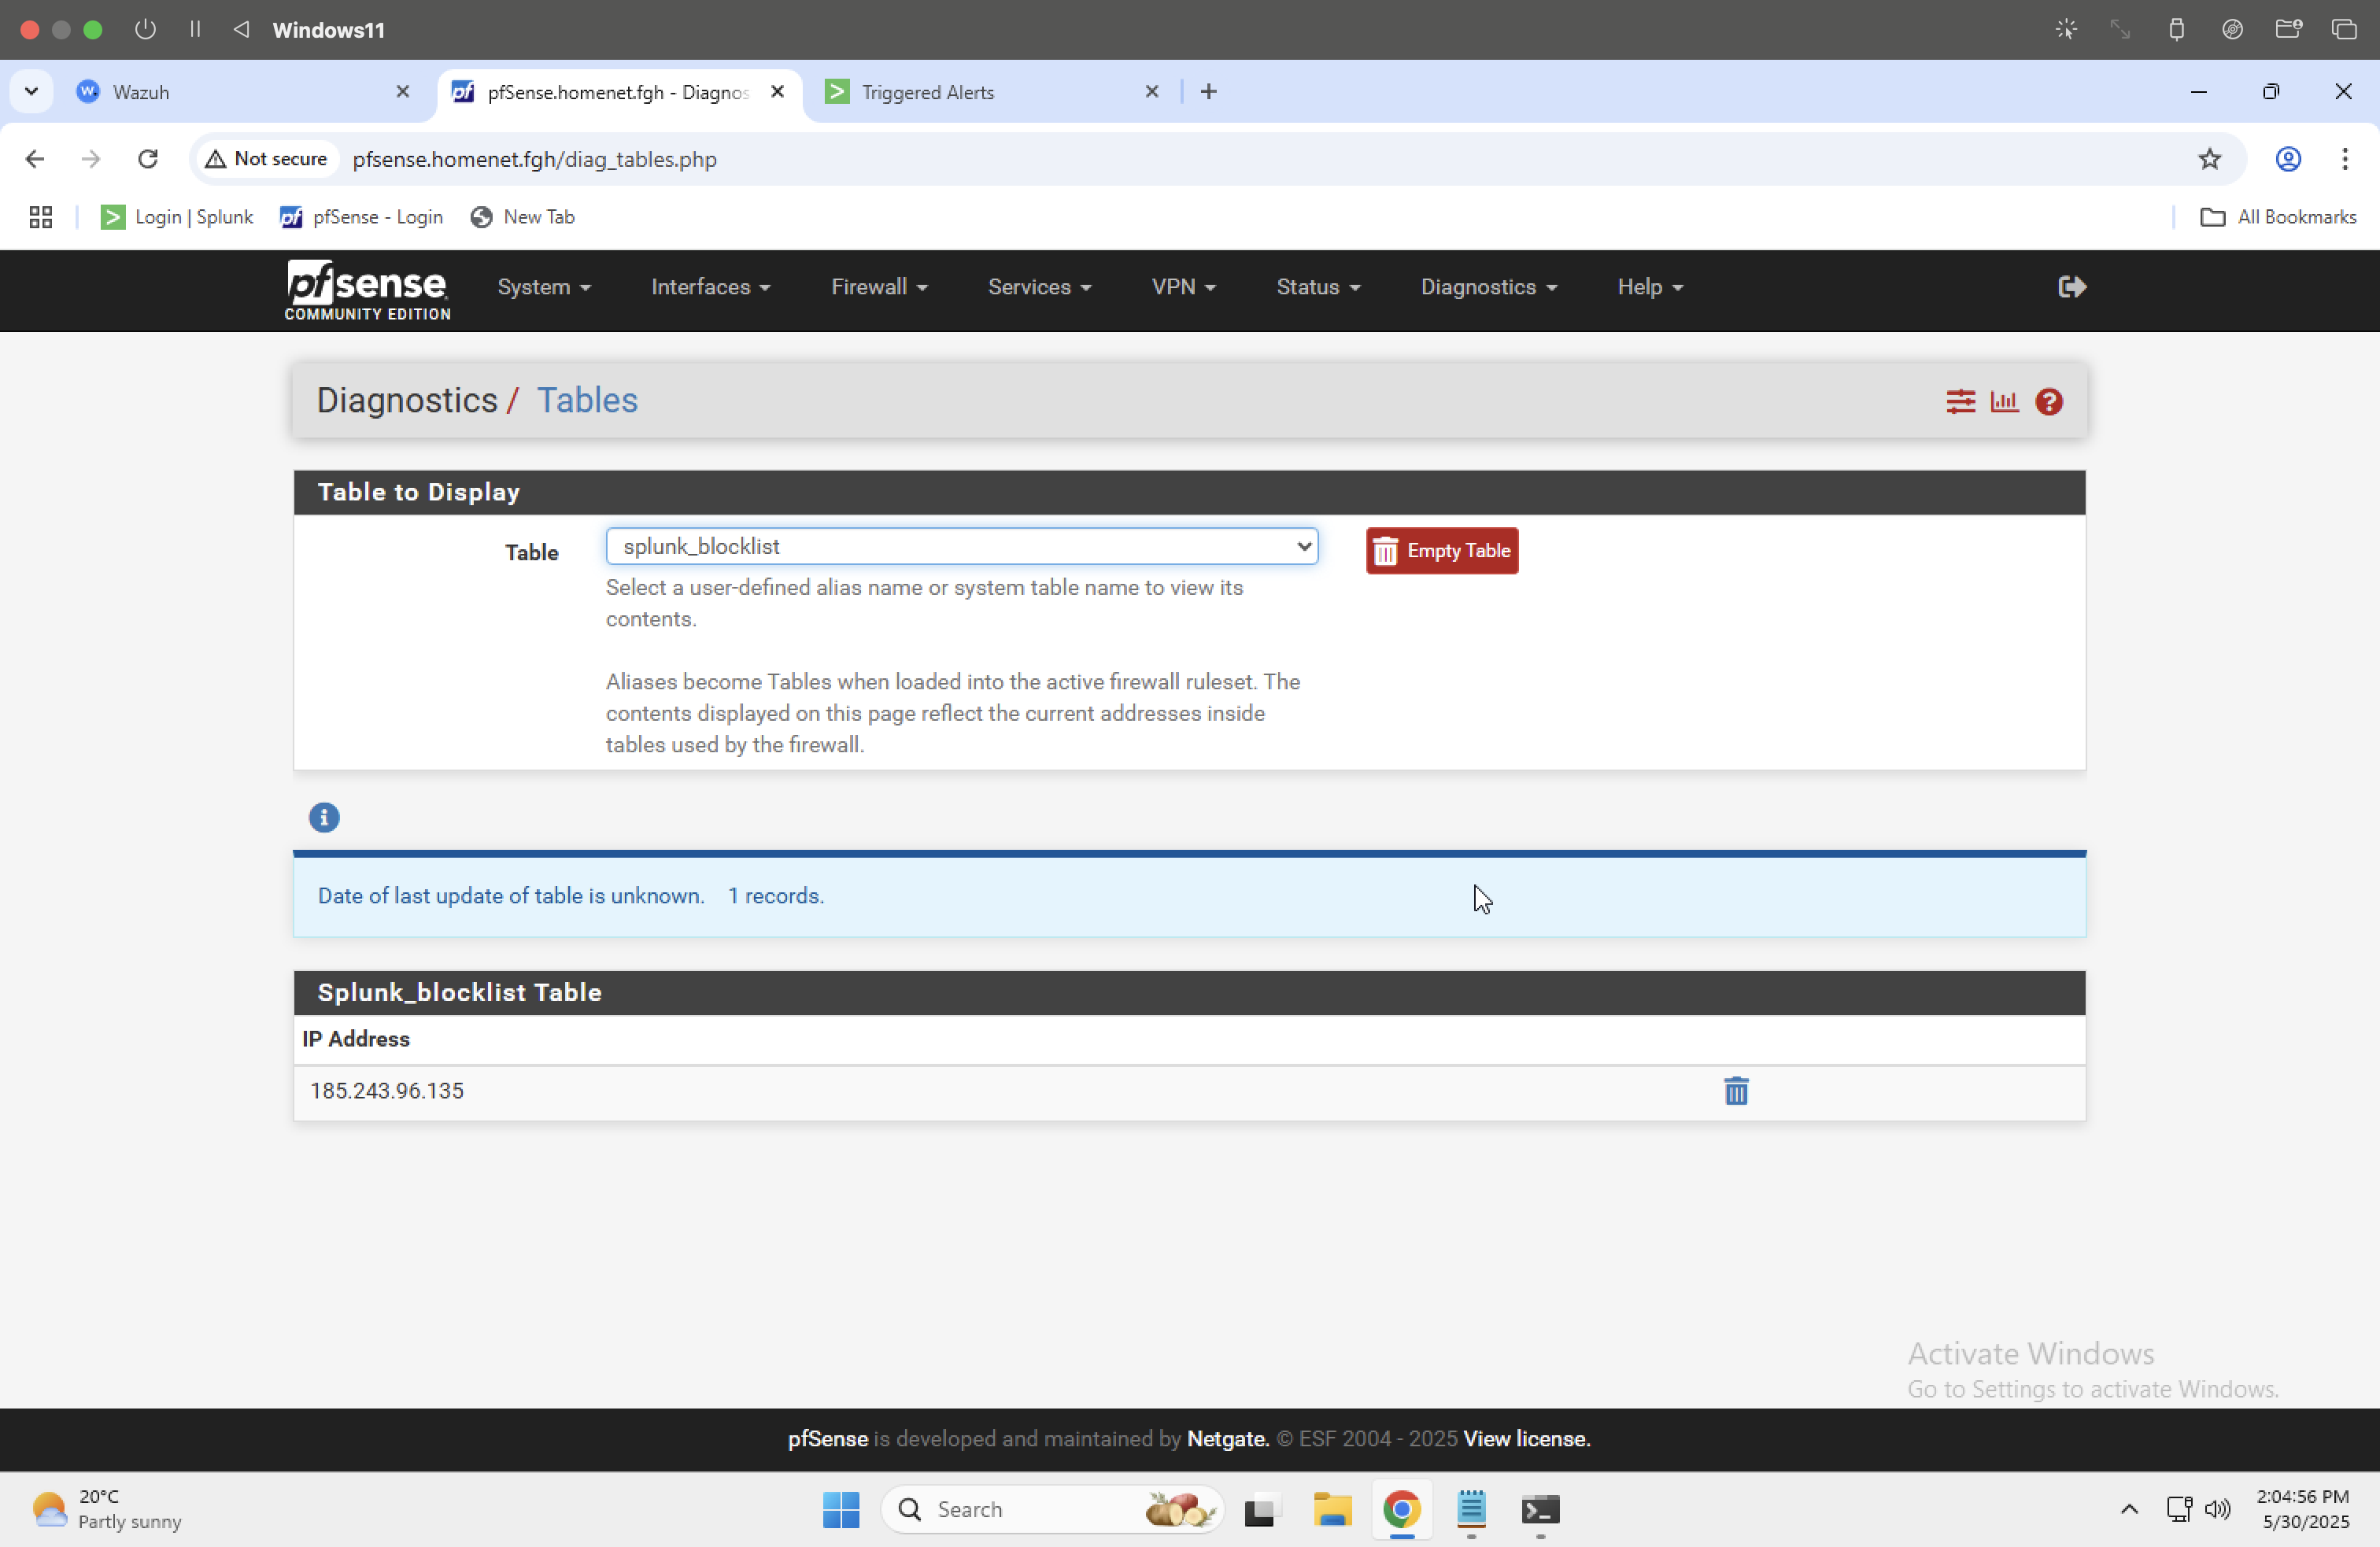 Windows11
Wazuh
pfSense.homenet.fgh - Diagnos
Triggered Alerts
Not secure
pfsense.homenet.fgh/diag_tables.php
Login | Splunk
pfSense - Login
New Tab
All Bookmarks
pfsense
COMMUNITY EDITION
System
Interfaces
Firewall
Services
VPN
Status
Diagnostics
Help
Diagnostics / Tables
Table to Display
Table
splunk_blocklist
Empty Table
Select a user-defined alias name or system table name to view its
contents.
Aliases become Tables when loaded into the active firewall ruleset. The
contents displayed on this page reflect the current addresses inside
tables used by the firewall.
Date of last update of table is unknown. 1 records.
Splunk_blocklist Table
IP Address
185.243.96.135
Activate Windows
Go to Settings to activate Windows.
pfSense is developed and maintained by Netgate. © ESF 2004 - 2025 View license.
20°C
Partly sunny
Search
2:04:56 PM
5/30/2025